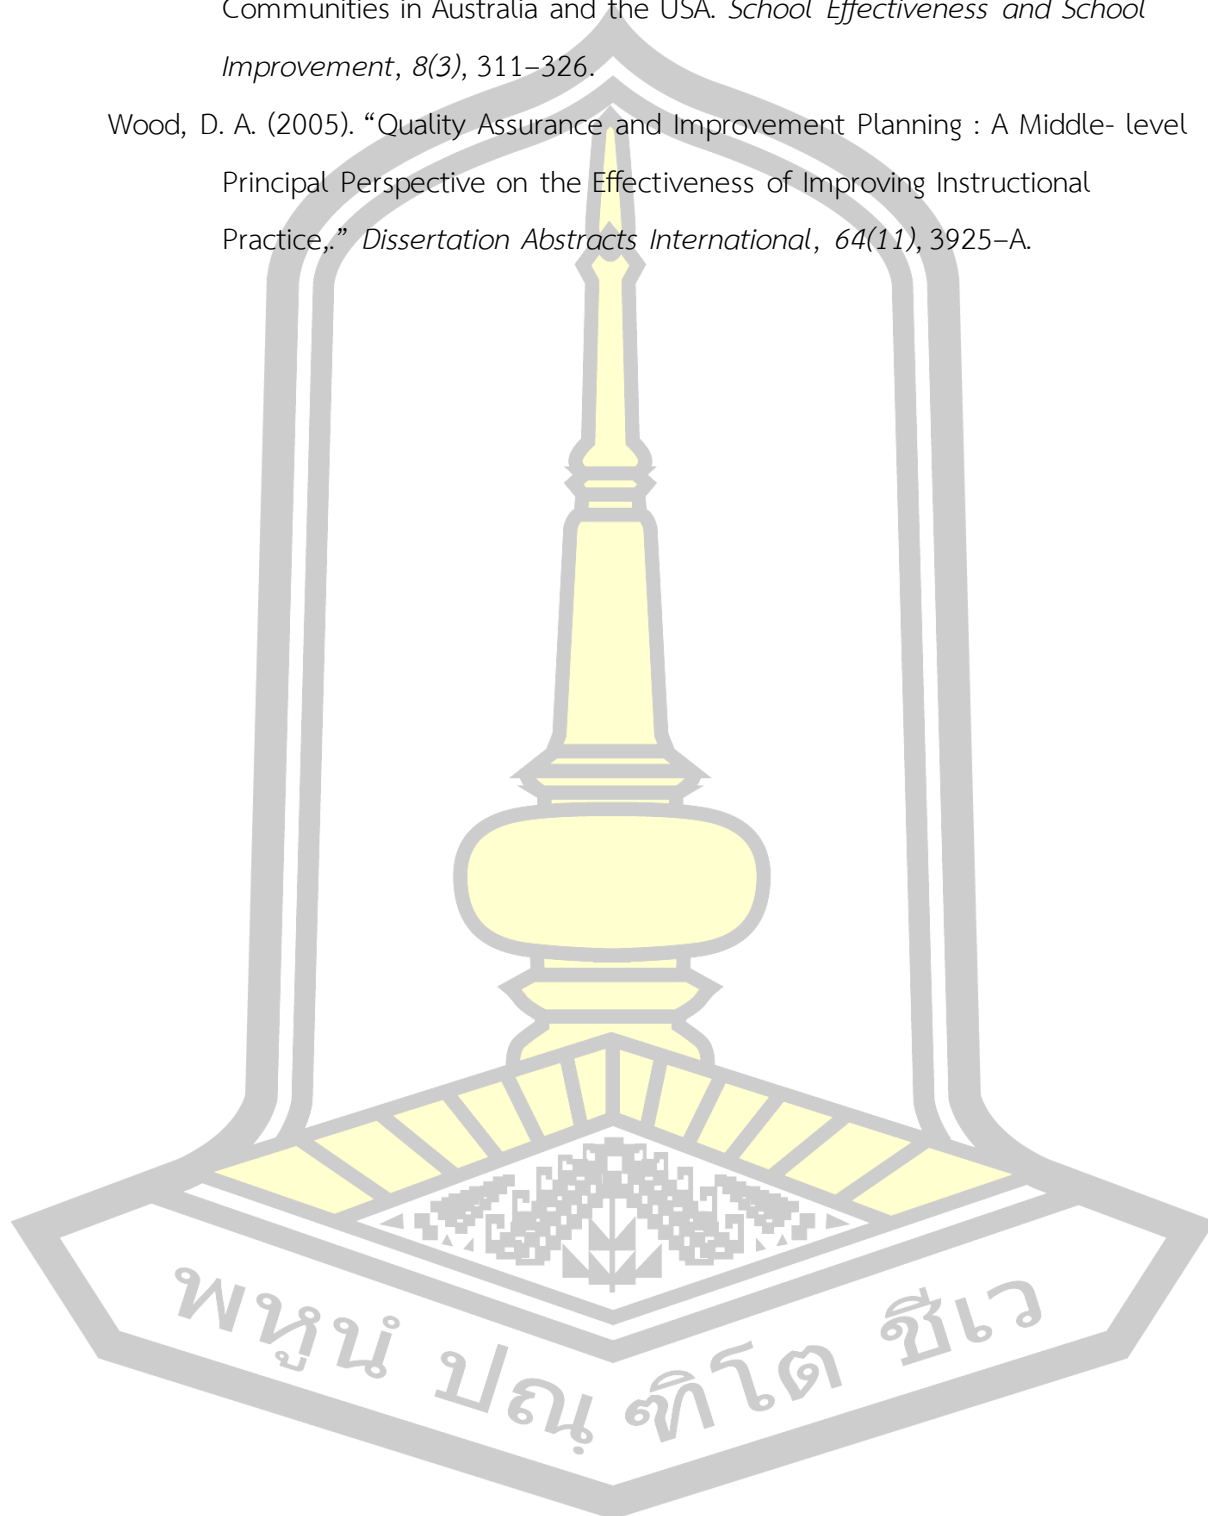 Communities in Australia and the USA. School Effectiveness and School
Improvement, 8(3), 311–326.
Wood, D. A. (2005). “Quality Assurance and Improvement Planning : A Middle- level
Principal Perspective on the Effectiveness of Improving Instructional
Practice,.” Dissertation Abstracts International, 64(11), 3925–A.
พหูนํ ปณฺฑิโต ชีเว